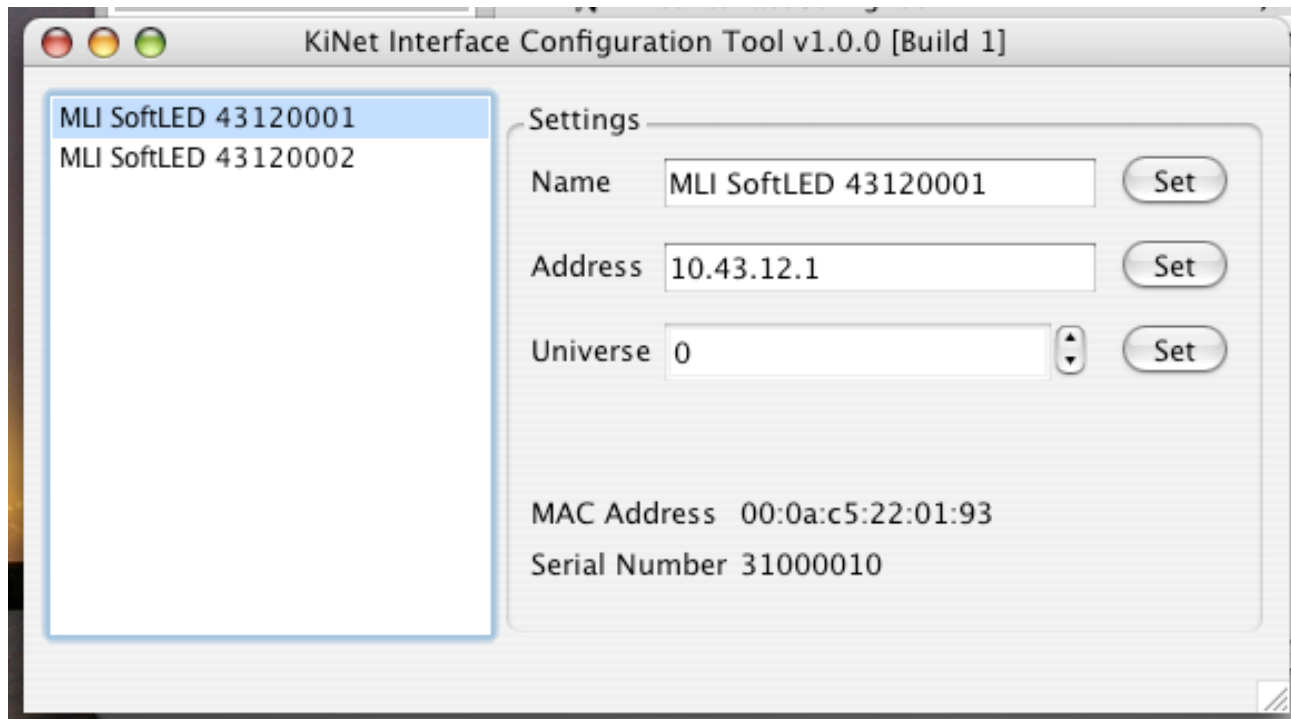 KiNet Interface Configuration Tool v1.0.0 [Build 1]
MLI SoftLED 43120001
MLI SoftLED 43120002
Settings
Name MLI SoftLED 43120001 Set
Address 10.43.12.1 Set
Universe 0 Set
MAC Address 00:0a:c5:22:01:93
Serial Number 31000010